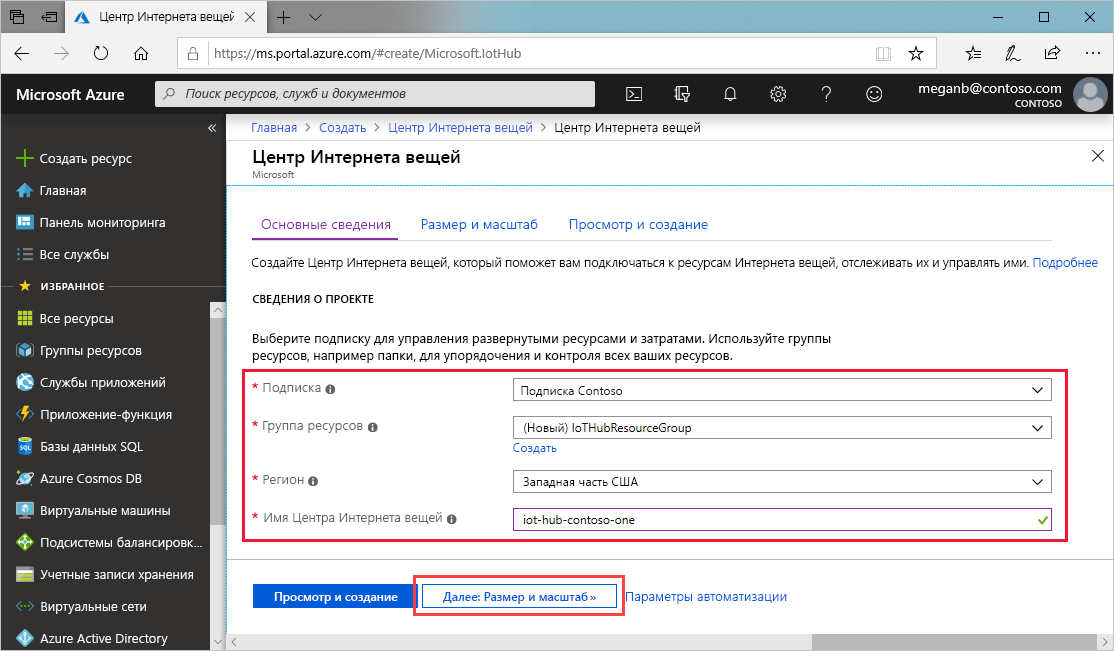 Центр Интернета вещей
https://ms.portal.azure.com/#create/Microsoft.IotHub
Microsoft Azure
Поиск ресурсов, служб и документов
meganb@contoso.com
CONTOSO
Создать ресурс
Главная
Панель мониторинга
Все службы
ИЗБРАННОЕ
Все ресурсы
Группы ресурсов
Службы приложений
Приложение-функция
Базы данных SQL
Azure Cosmos DB
Виртуальные машины
Подсистемы балансировк...
Учетные записи хранения
Виртуальные сети
Azure Active Directory
Главная > Создать > Центр Интернета вещей > Центр Интернета вещей
Центр Интернета вещей
Microsoft
Основные сведения Размер и масштаб Просмотр и создание
Создайте Центр Интернета вещей, который поможет вам подключаться к ресурсам Интернета вещей, отслеживать их и управлять ими. Подробнее
СВЕДЕНИЯ О ПРОЕКТЕ
Выберите подписку для управления развернутыми ресурсами и затратами. Используйте группы
ресурсов, например папки, для упорядочения и контроля всех ваших ресурсов.
* Подписка Подписка Contoso
* Группа ресурсов (Новый) IoTHubResourceGroup
Создать
* Регион Западная часть США
* Имя Центра Интернета вещей iot-hub-contoso-one
Просмотр и создание Далее: Размер и масштаб » Параметры автоматизации